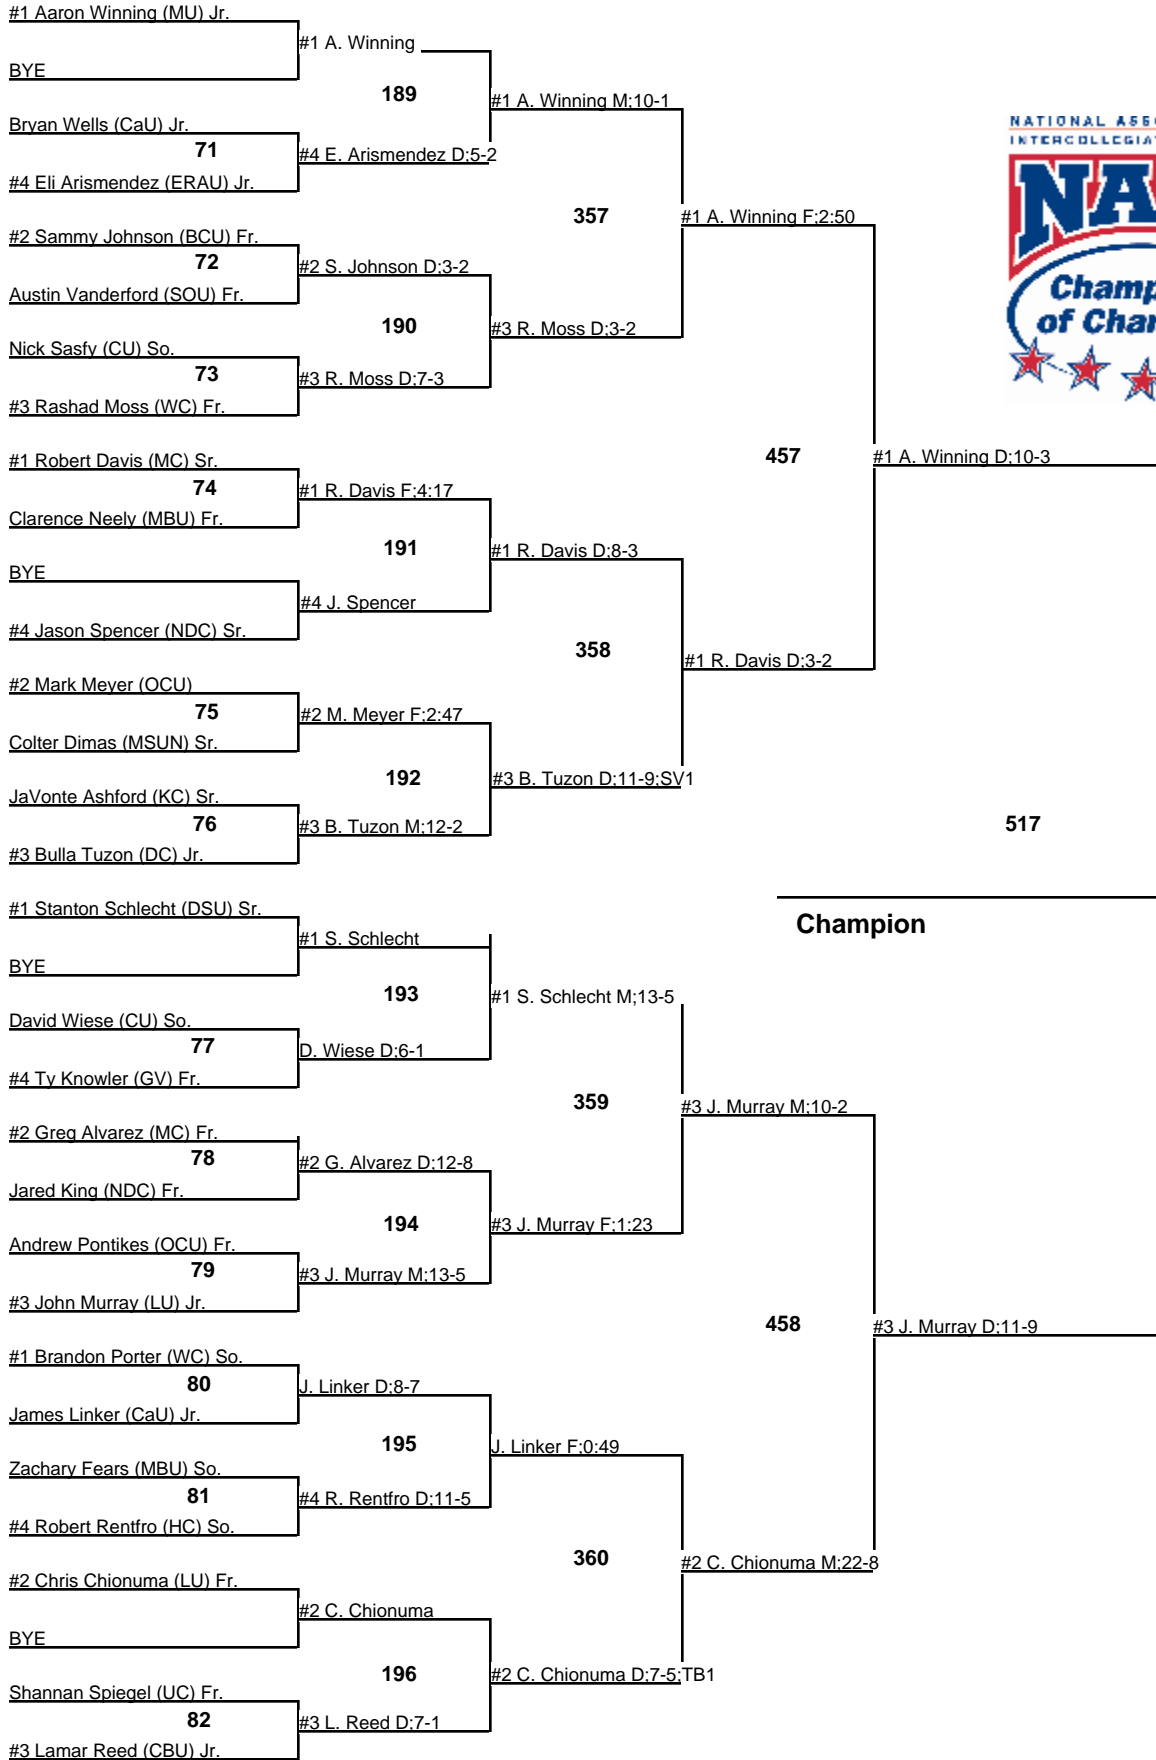 #1 Aaron Winning (MU) Jr.
#1 A. Winning
BYE
189
#1 A. Winning M;10-1
Bryan Wells (CaU) Jr.
71
#4 E. Arismendez D;5-2
#4 Eli Arismendez (ERAU) Jr.
357
#1 A. Winning F;2:50
#2 Sammy Johnson (BCU) Fr.
72
#2 S. Johnson D;3-2
Austin Vanderford (SOU) Fr.
190
#3 R. Moss D;3-2
Nick Sasfy (CU) So.
73
#3 R. Moss D;7-3
#3 Rashad Moss (WC) Fr.
457
#1 A. Winning D;10-3
#1 Robert Davis (MC) Sr.
74
#1 R. Davis F;4:17
Clarence Neely (MBU) Fr.
191
#1 R. Davis D;8-3
BYE
#4 J. Spencer
#4 Jason Spencer (NDC) Sr.
358
#1 R. Davis D;3-2
#2 Mark Meyer (OCU)
75
#2 M. Meyer F;2:47
Colter Dimas (MSUN) Sr.
192
#3 B. Tuzon D;11-9;SV1
JaVonte Ashford (KC) Sr.
76
#3 B. Tuzon M;12-2
#3 Bulla Tuzon (DC) Jr.
517
Champion
#1 Stanton Schlecht (DSU) Sr.
#1 S. Schlecht
BYE
193
#1 S. Schlecht M;13-5
David Wiese (CU) So.
77
D. Wiese D;6-1
#4 Ty Knowler (GV) Fr.
359
#3 J. Murray M;10-2
#2 Greg Alvarez (MC) Fr.
78
#2 G. Alvarez D;12-8
Jared King (NDC) Fr.
194
#3 J. Murray F;1:23
Andrew Pontikes (OCU) Fr.
79
#3 J. Murray M;13-5
#3 John Murray (LU) Jr.
458
#3 J. Murray D;11-9
#1 Brandon Porter (WC) So.
80
J. Linker D;8-7
James Linker (CaU) Jr.
195
J. Linker F;0:49
Zachary Fears (MBU) So.
81
#4 R. Rentfro D;11-5
#4 Robert Rentfro (HC) So.
360
#2 C. Chionuma M;22-8
#2 Chris Chionuma (LU) Fr.
#2 C. Chionuma
BYE
196
#2 C. Chionuma D;7-5;TB1
Shannan Spiegel (UC) Fr.
82
#3 L. Reed D;7-1
#3 Lamar Reed (CBU) Jr.
NATIONAL ASS
INTERCOLLEGIAT
NA
Champ
of Char